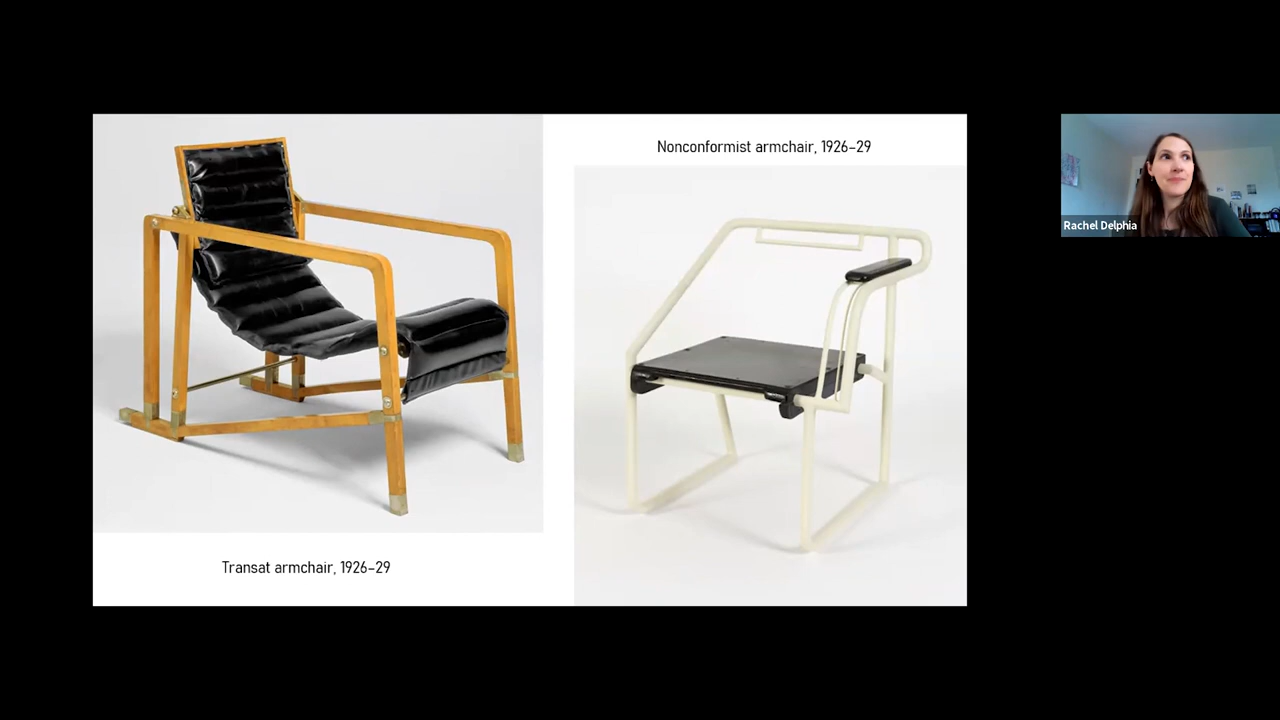 Nonconformist armchair, 1926–29
Rachel Delphia
Transat armchair, 1926–29